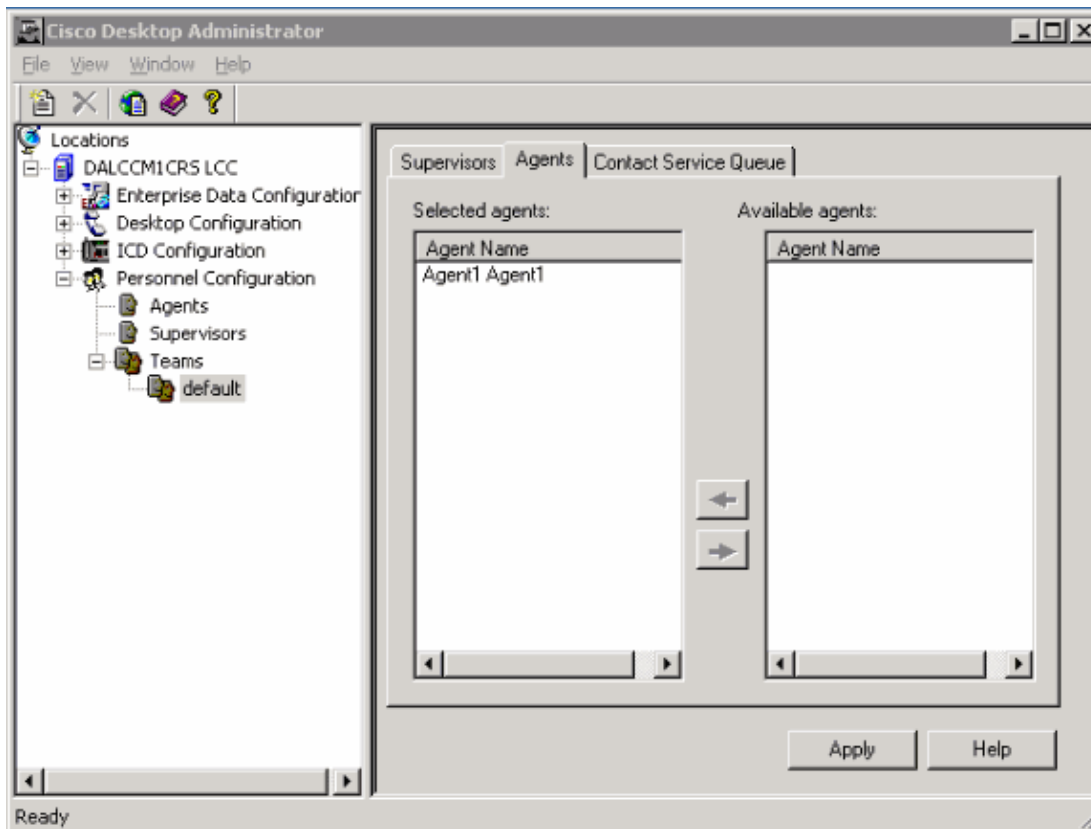 Cisco Desktop Administrator
File View Window Help
Locations
DALCCM1CRS LCC
Enterprise Data Configuration
Desktop Configuration
ICD Configuration
Personnel Configuration
Agents
Supervisors
Teams
default
Supervisors Agents Contact Service Queue
Selected agents: Available agents:
Agent Name Agent Name
Agent1 Agent1
Apply Help
Ready